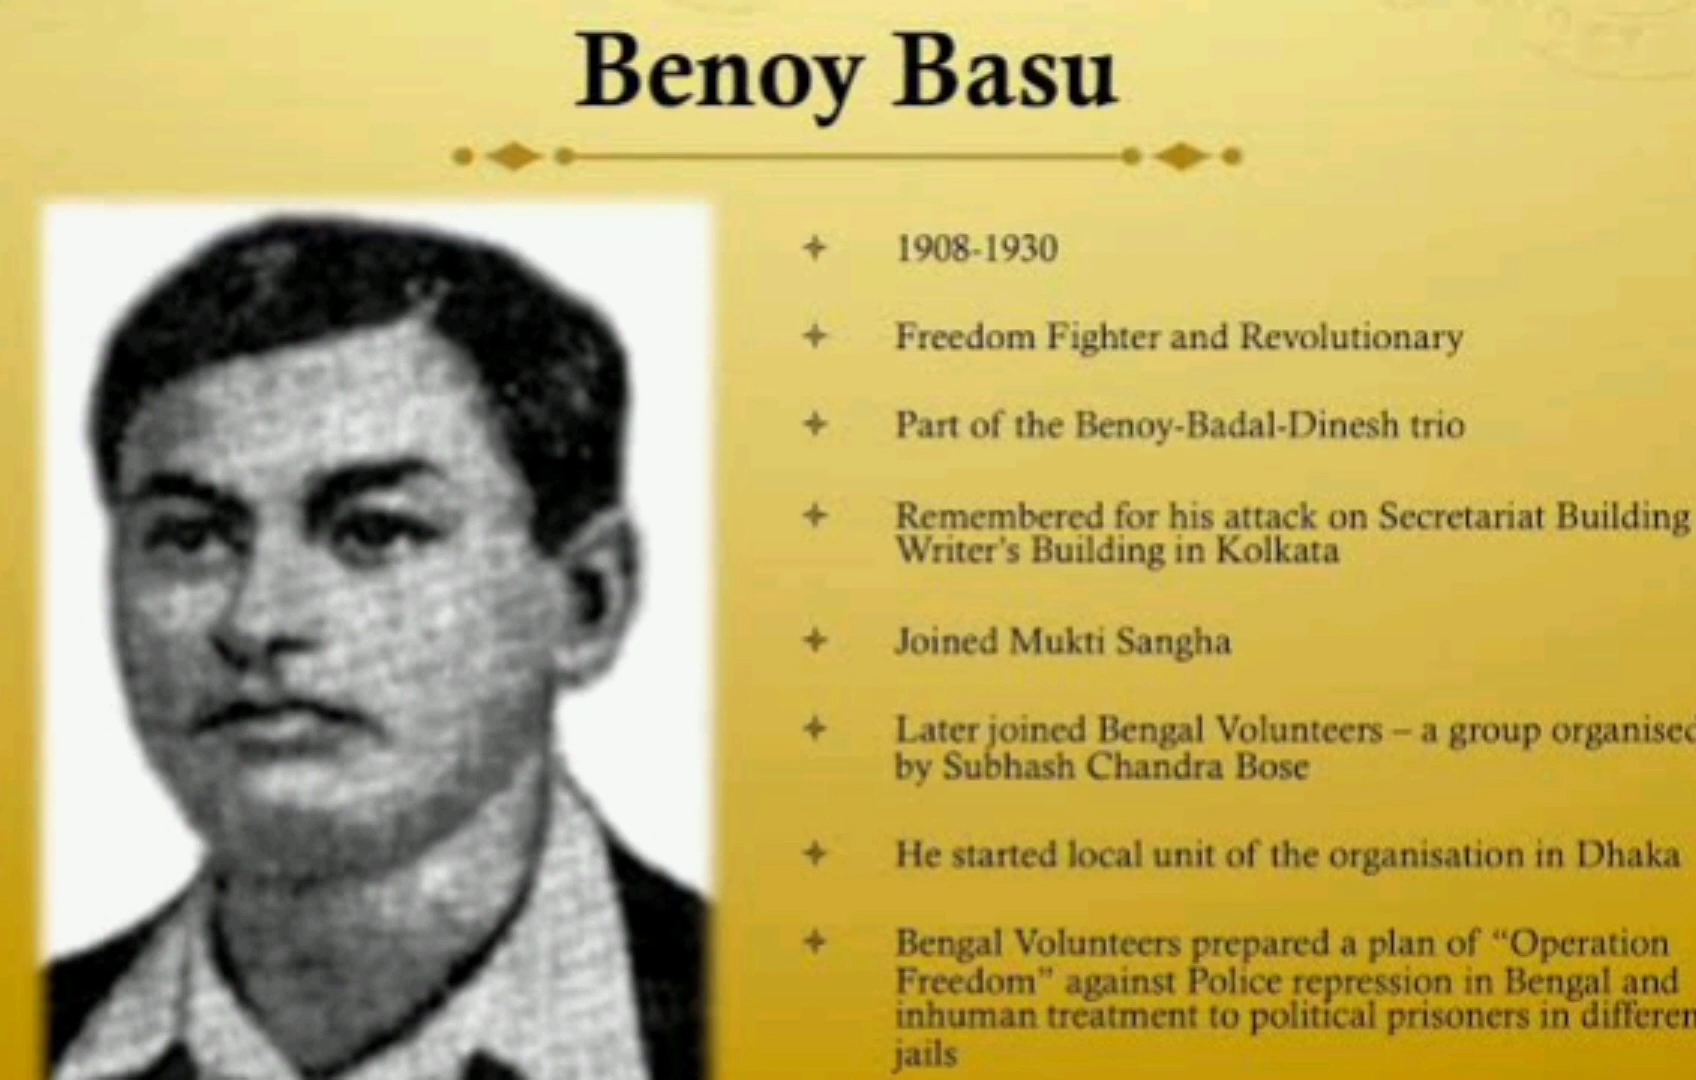 Benoy Basu
1908-1930
Freedom Fighter and Revolutionary
Part of the Benoy-Badal-Dinesh trio
Remembered for his attack on Secretariat Building
Writer's Building in Kolkata
Joined Mukti Sangha
Later joined Bengal Volunteers – a group organised
by Subhash Chandra Bose
He started local unit of the organisation in Dhaka
Bengal Volunteers prepared a plan of “Operation
Freedom” against Police repression in Bengal and
inhuman treatment to political prisoners in differen
jails